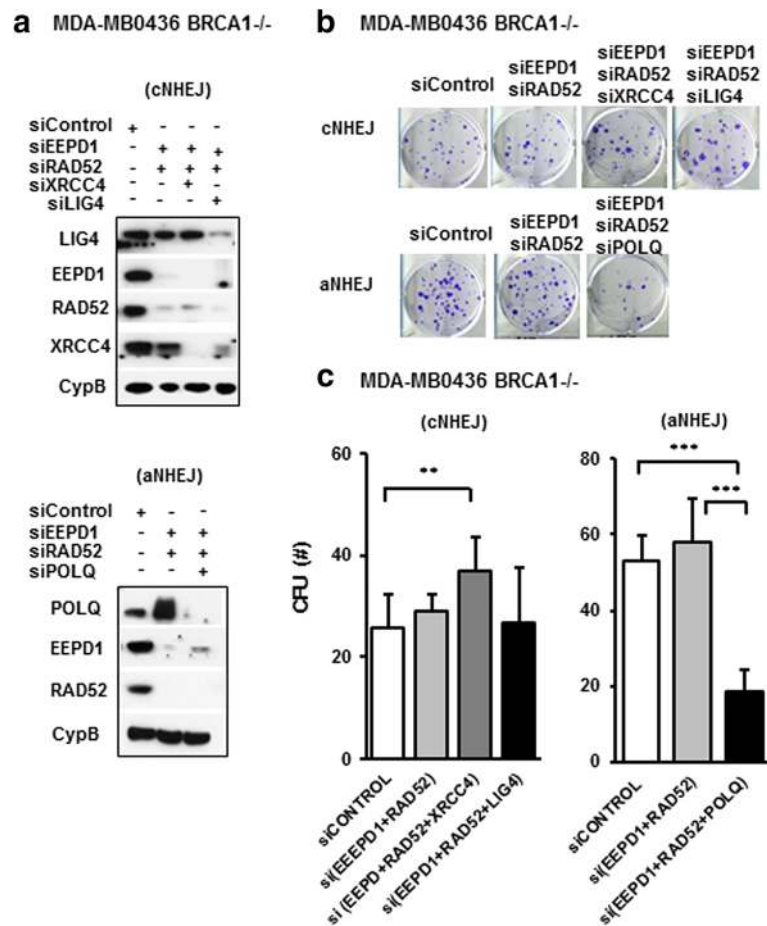 a MDA-MB0436 BRCA1-/-
(cNHEJ)
siControl + - - -
siEEPD1 - + + +
siRAD52 - + + +
siXRCC4 - - + -
siLIG4 - - - +
LIG4
EEPD1
RAD52
XRCC4
CypB
(aNHEJ)
siControl + - -
siEEPD1 - + +
siRAD52 - + +
siPOLQ - - +
POLQ
EEPD1
RAD52
CypB
b MDA-MB0436 BRCA1-/-
siControl
siEEPD1
siRAD52
siEEPD1
siRAD52
siXRCC4
siEEPD1
siRAD52
siLIG4
cNHEJ
siControl
siEEPD1
siRAD52
siEEPD1
siRAD52
siPOLQ
aNHEJ
c MDA-MB0436 BRCA1-/-
(cNHEJ)
CFU (#)
60
40
20
0
**
siCONTROL
si(EEEPD1+RAD52)
si (EEPD+RAD52+XRCC4)
si(EEPD1+RAD52+LIG4)
(aNHEJ)
80
60
40
20
0
***
***
siCONTROL
si(EEPD1+RAD52)
si(EEPD1+RAD52+POLQ)